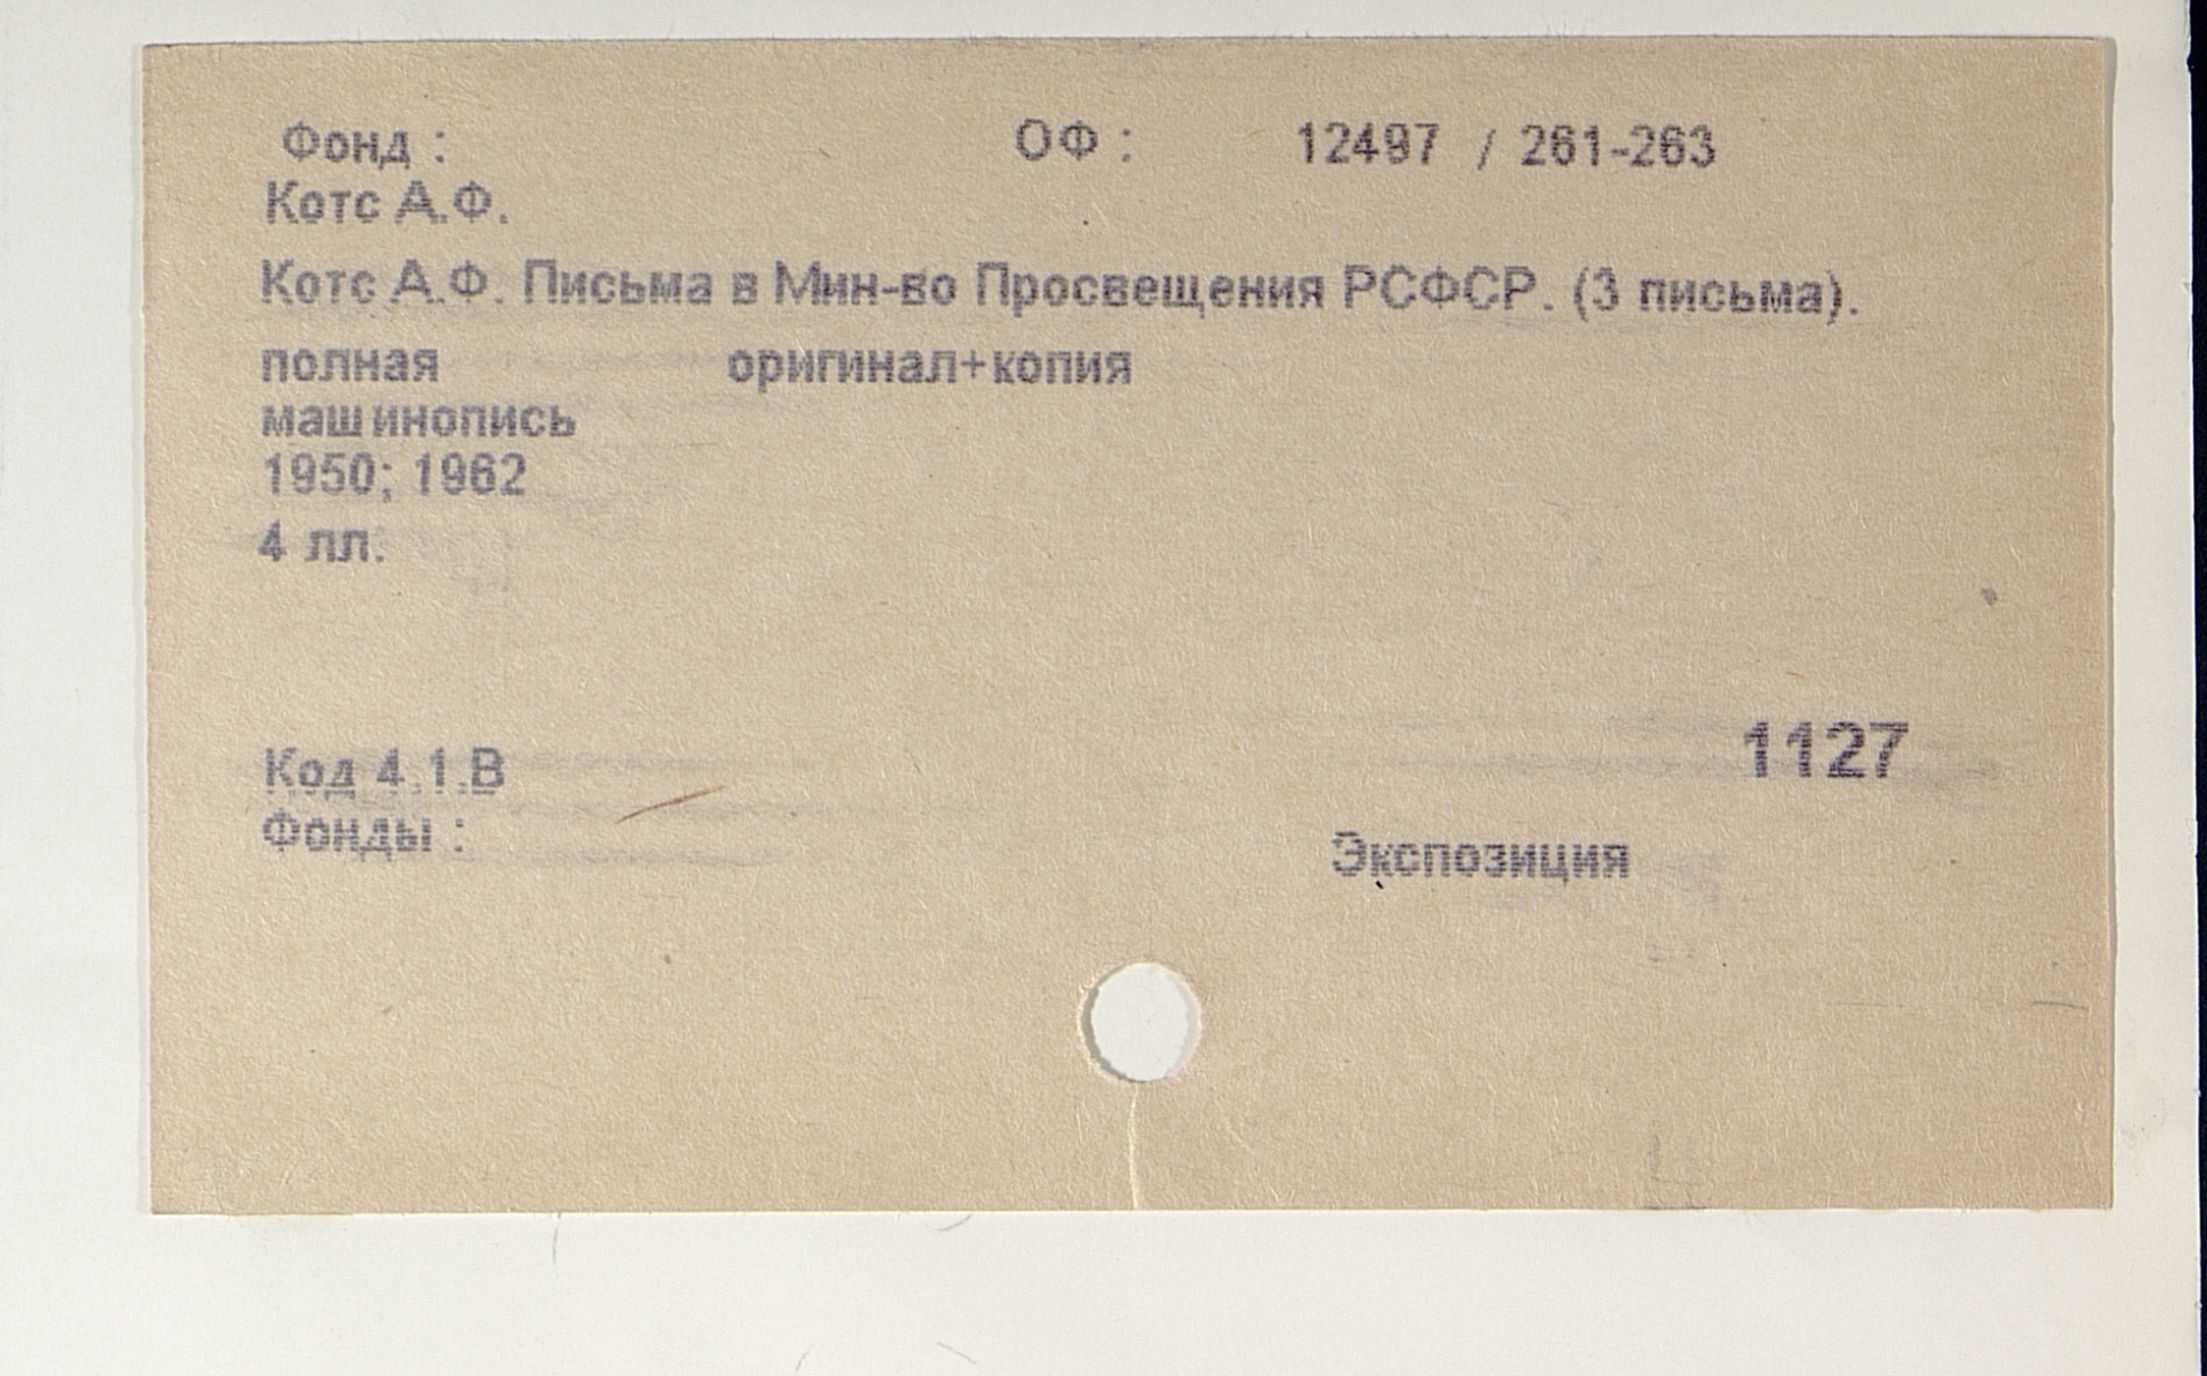 Фонд : ОФ : 12497 / 261-263
Котс А.Ф.
Котс А.Ф. Письма в Мин-во Просвещения РСФСР. (3 письма).
полная оригинал+копия
машинопись
1950; 1962
4 лл.
1127
Код 4.1.В
Фонды :
Экспозиция